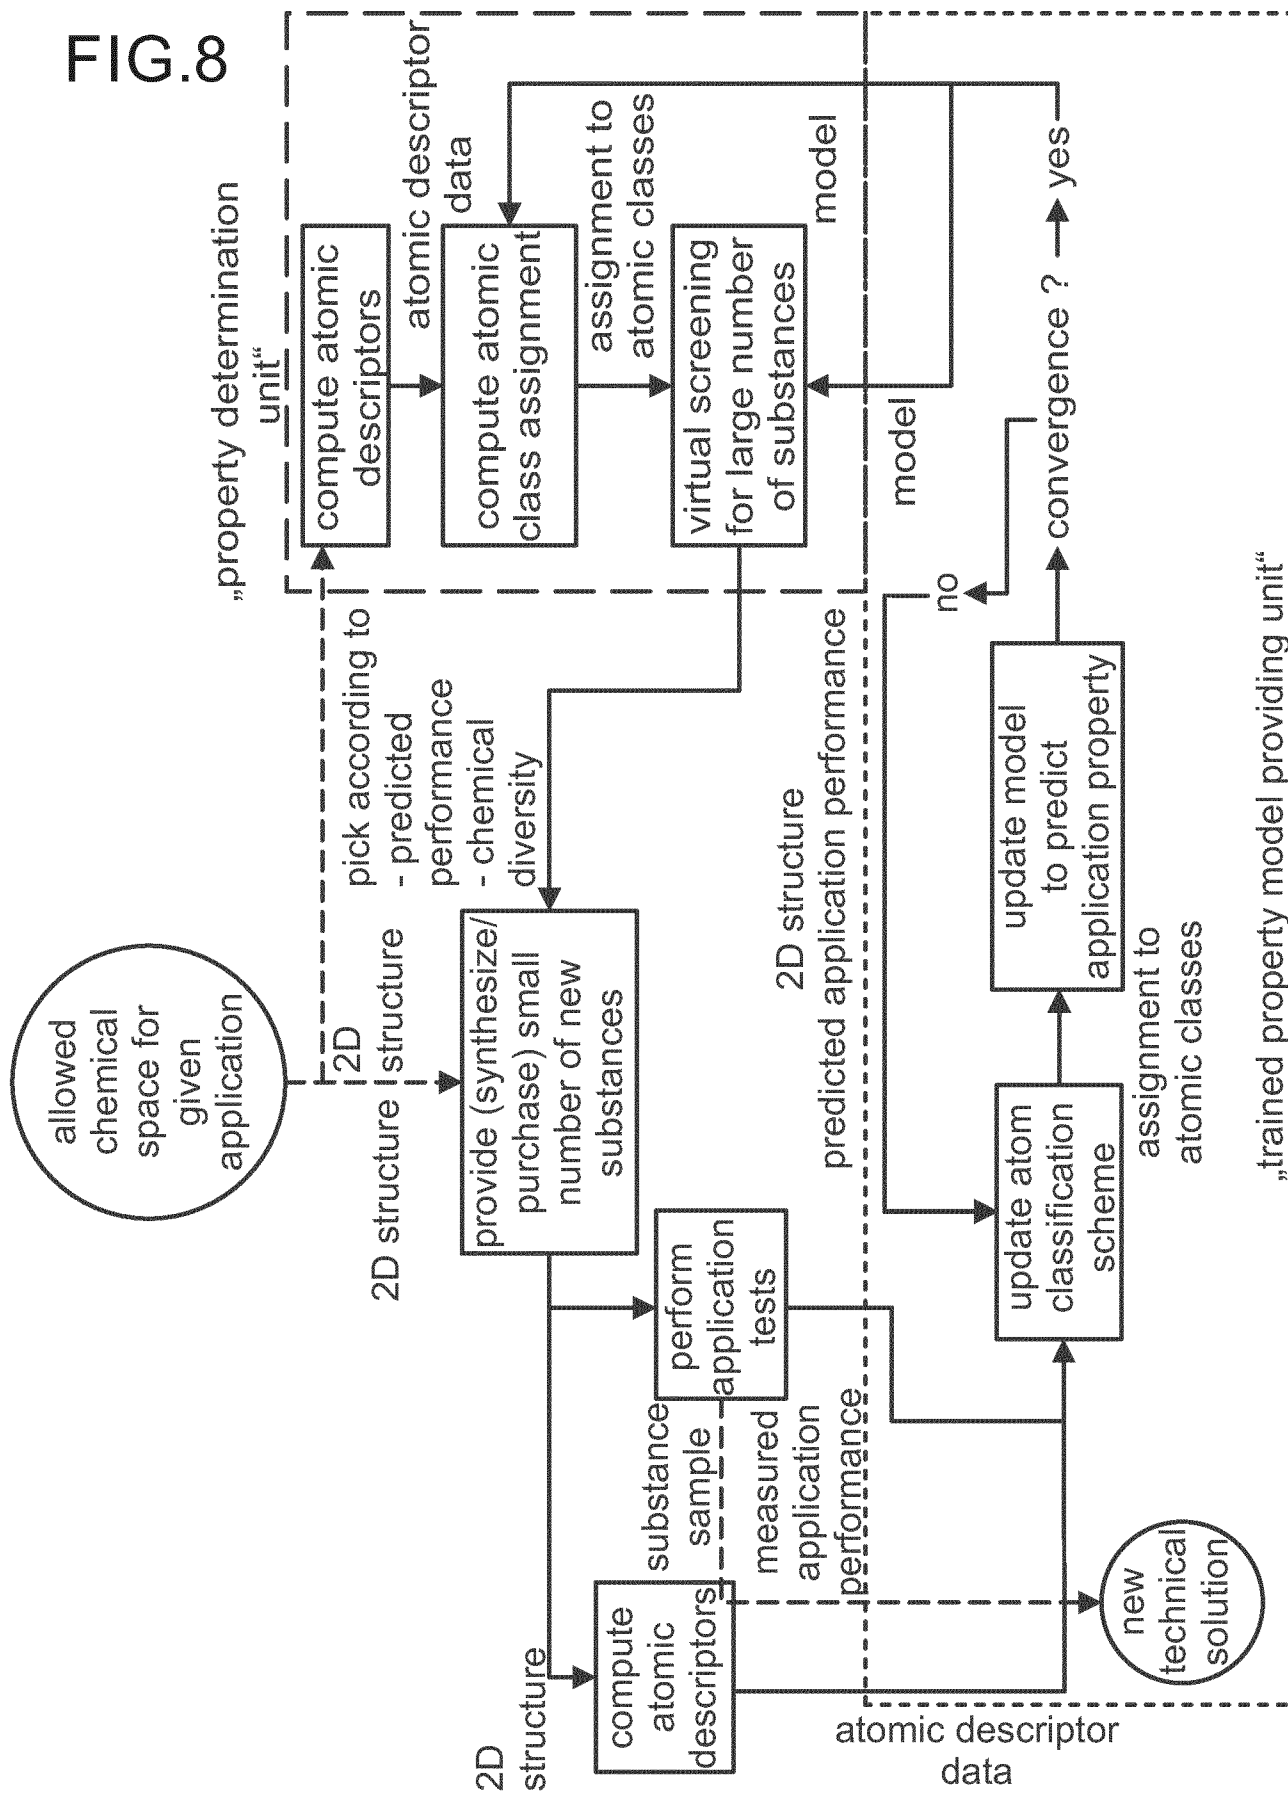 FIG.8
allowed
chemical
space for
given
application
2D
structure
2D structure
„property determination
unit“
compute atomic
descriptors
atomic descriptor
data
compute atomic
class assignment
assignment to
atomic classes
virtual screening
for large number
of substances
model
model
pick according to
- predicted
performance
- chemical
diversity
provide (synthesize/
purchase) small
number of new
substances
2D structure
predicted application performance
2D
structure
compute
atomic
descriptors
substance
sample
perform
application
tests
measured
application
performance
atomic descriptor
data
new
technical
solution
update atom
classification
scheme
assignment to
atomic classes
update model
to predict
application property
convergence ?
no
yes
„trained property model providing unit“